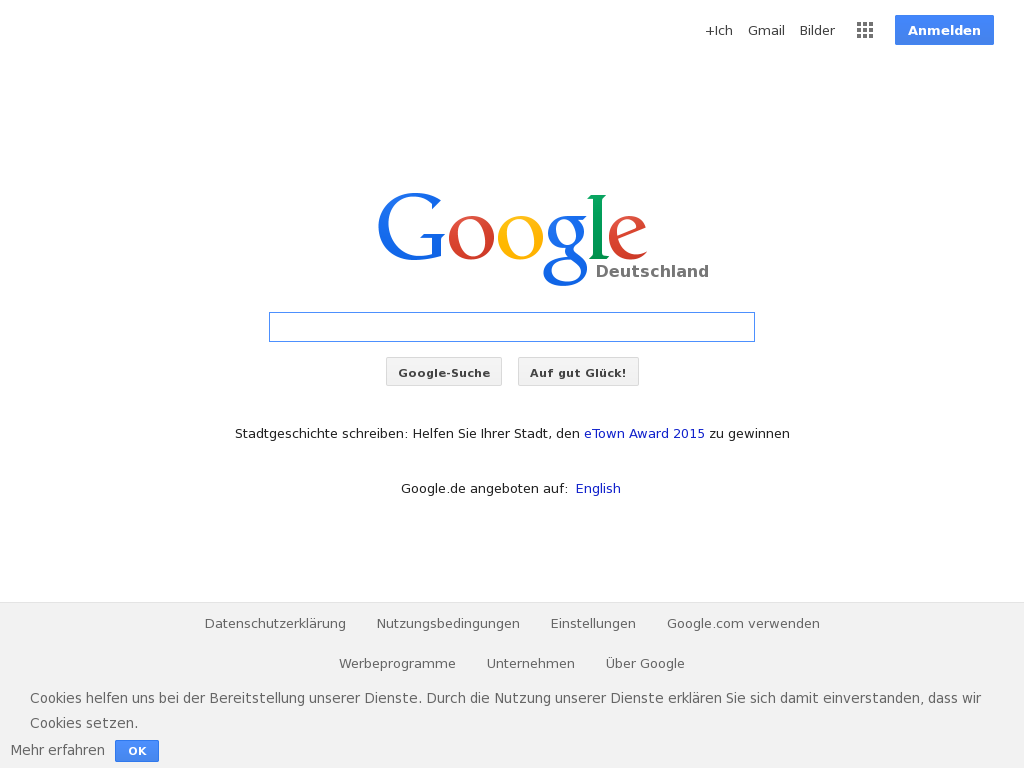 +Ich Gmail Bilder Anmelden
Google
Deutschland
Google-Suche Auf gut Glück!
Stadtgeschichte schreiben: Helfen Sie Ihrer Stadt, den eTown Award 2015 zu gewinnen
Google.de angeboten auf: English
Datenschutzerklärung Nutzungsbedingungen Einstellungen Google.com verwenden
Werbeprogramme Unternehmen Über Google
Cookies helfen uns bei der Bereitstellung unserer Dienste. Durch die Nutzung unserer Dienste erklären Sie sich damit einverstanden, dass wir
Cookies setzen.
Mehr erfahren OK